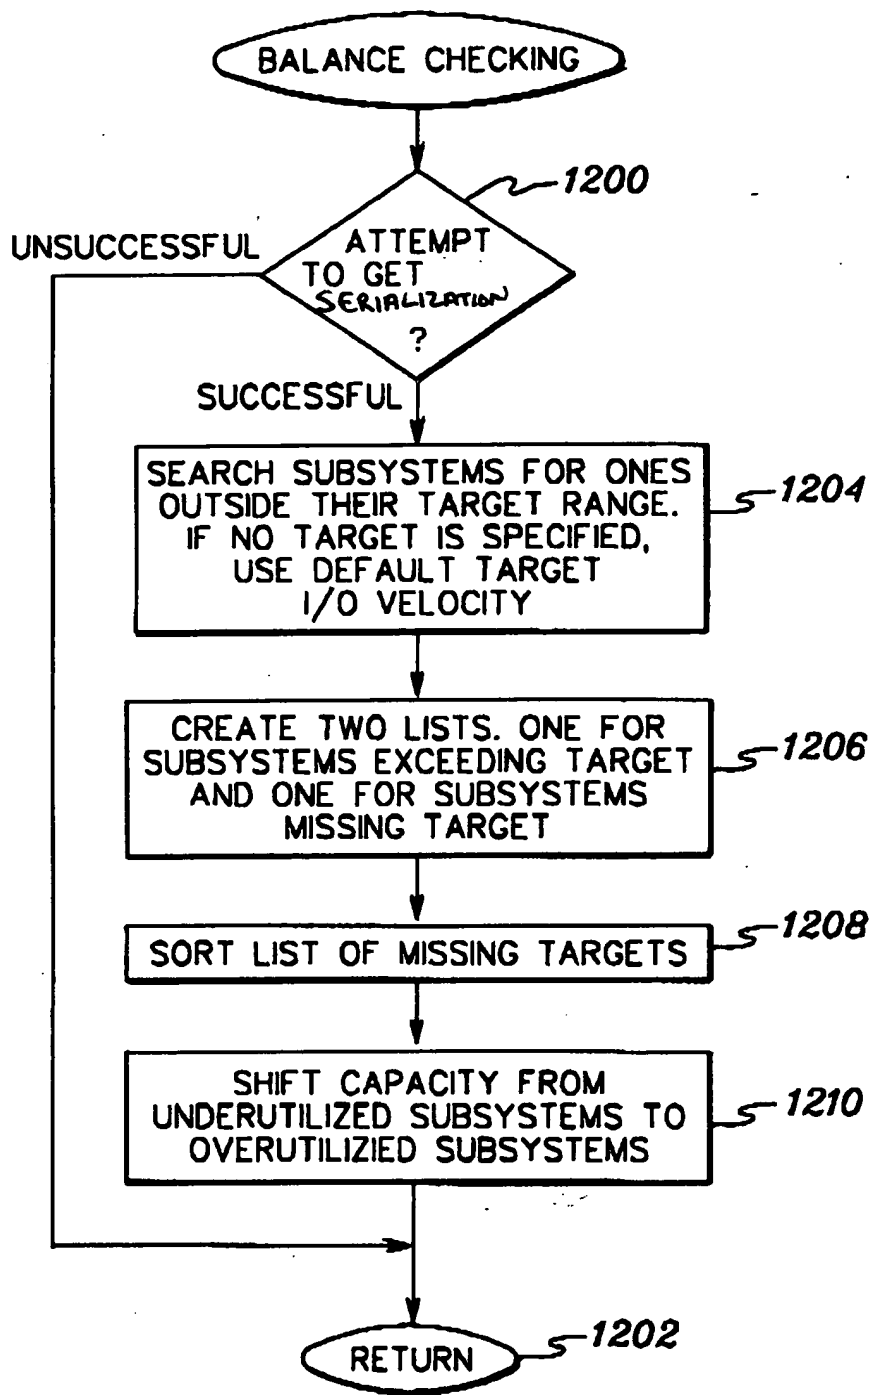 BALANCE CHECKING
1200
UNSUCCESSFUL
ATTEMPT
TO GET
SERIALIZATION
?
SUCCESSFUL
SEARCH SUBSYSTEMS FOR ONES
OUTSIDE THEIR TARGET RANGE.
IF NO TARGET IS SPECIFIED,
USE DEFAULT TARGET
I/O VELOCITY
1204
CREATE TWO LISTS. ONE FOR
SUBSYSTEMS EXCEEDING TARGET
AND ONE FOR SUBSYSTEMS
MISSING TARGET
1206
SORT LIST OF MISSING TARGETS
1208
SHIFT CAPACITY FROM
UNDERUTILIZED SUBSYSTEMS TO
OVERUTILIZIED SUBSYSTEMS
1210
RETURN
1202